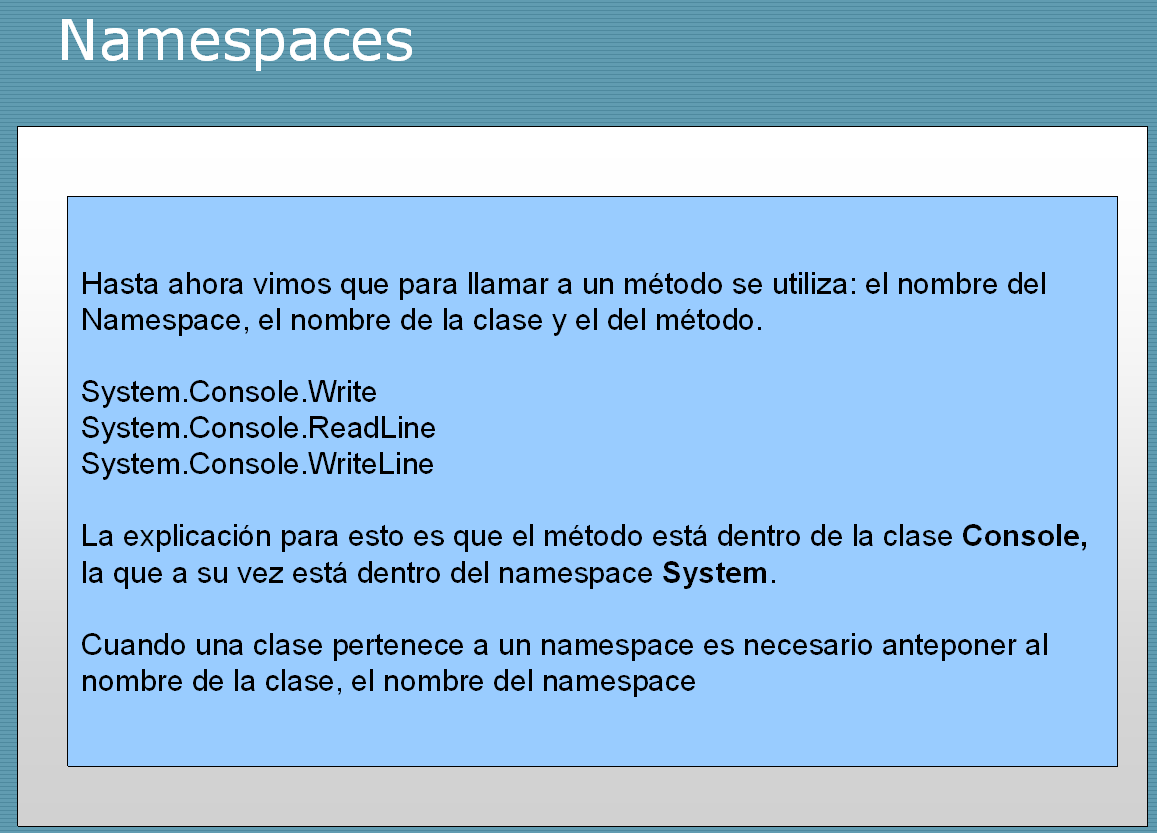 Namespaces
Hasta ahora vimos que para llamar a un método se utiliza: el nombre del
Namespace, el nombre de la clase y el del método.
System.Console.Write
System.Console.ReadLine
System.Console.WriteLine
La explicación para esto es que el método está dentro de la clase Console,
la que a su vez está dentro del namespace System.
Cuando una clase pertenece a un namespace es necesario anteponer al
nombre de la clase, el nombre del namespace